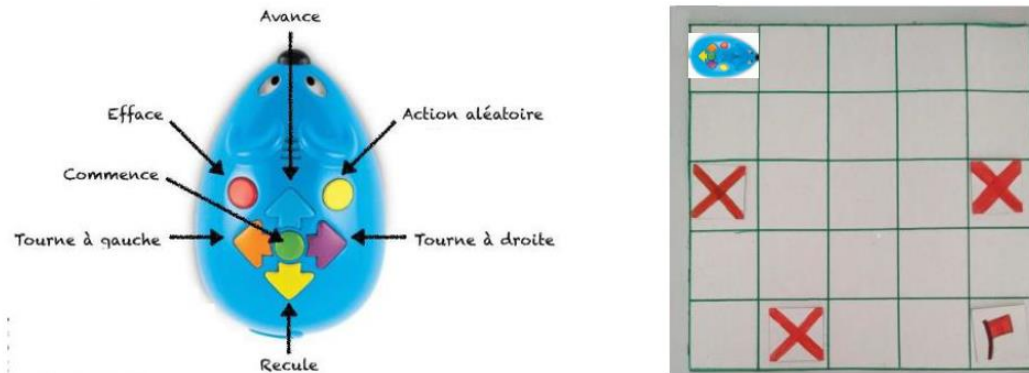 Avance
Efface
Action aléatoire
Commence
Tourne à gauche
Tourne à droite
Recule